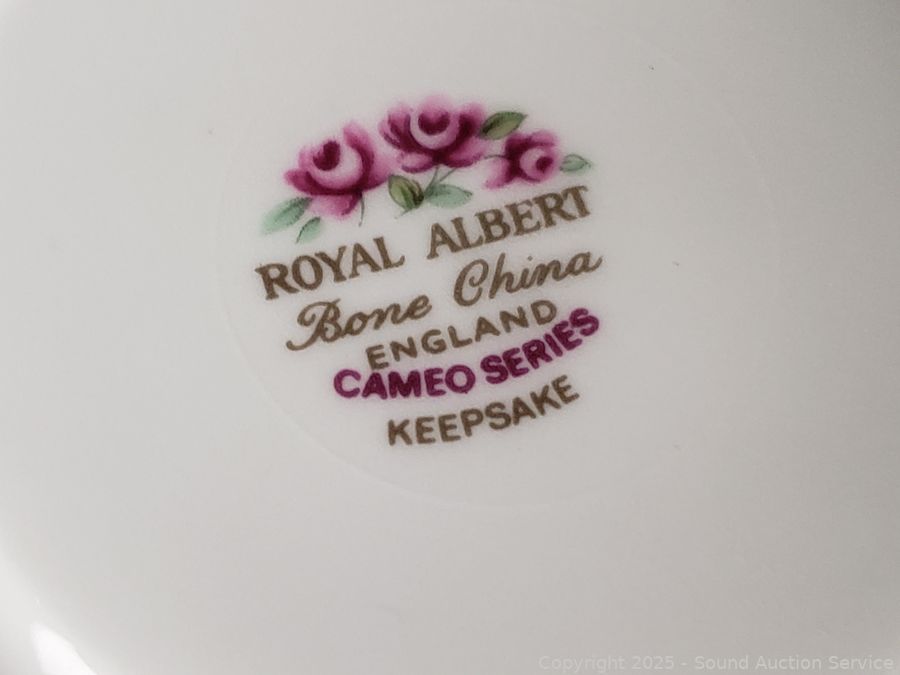 ROYAL ALBERT
Bone China
ENGLAND
CAMEO SERIES
KEEPSAKE
Copyright 2025 - Sound Auction Service